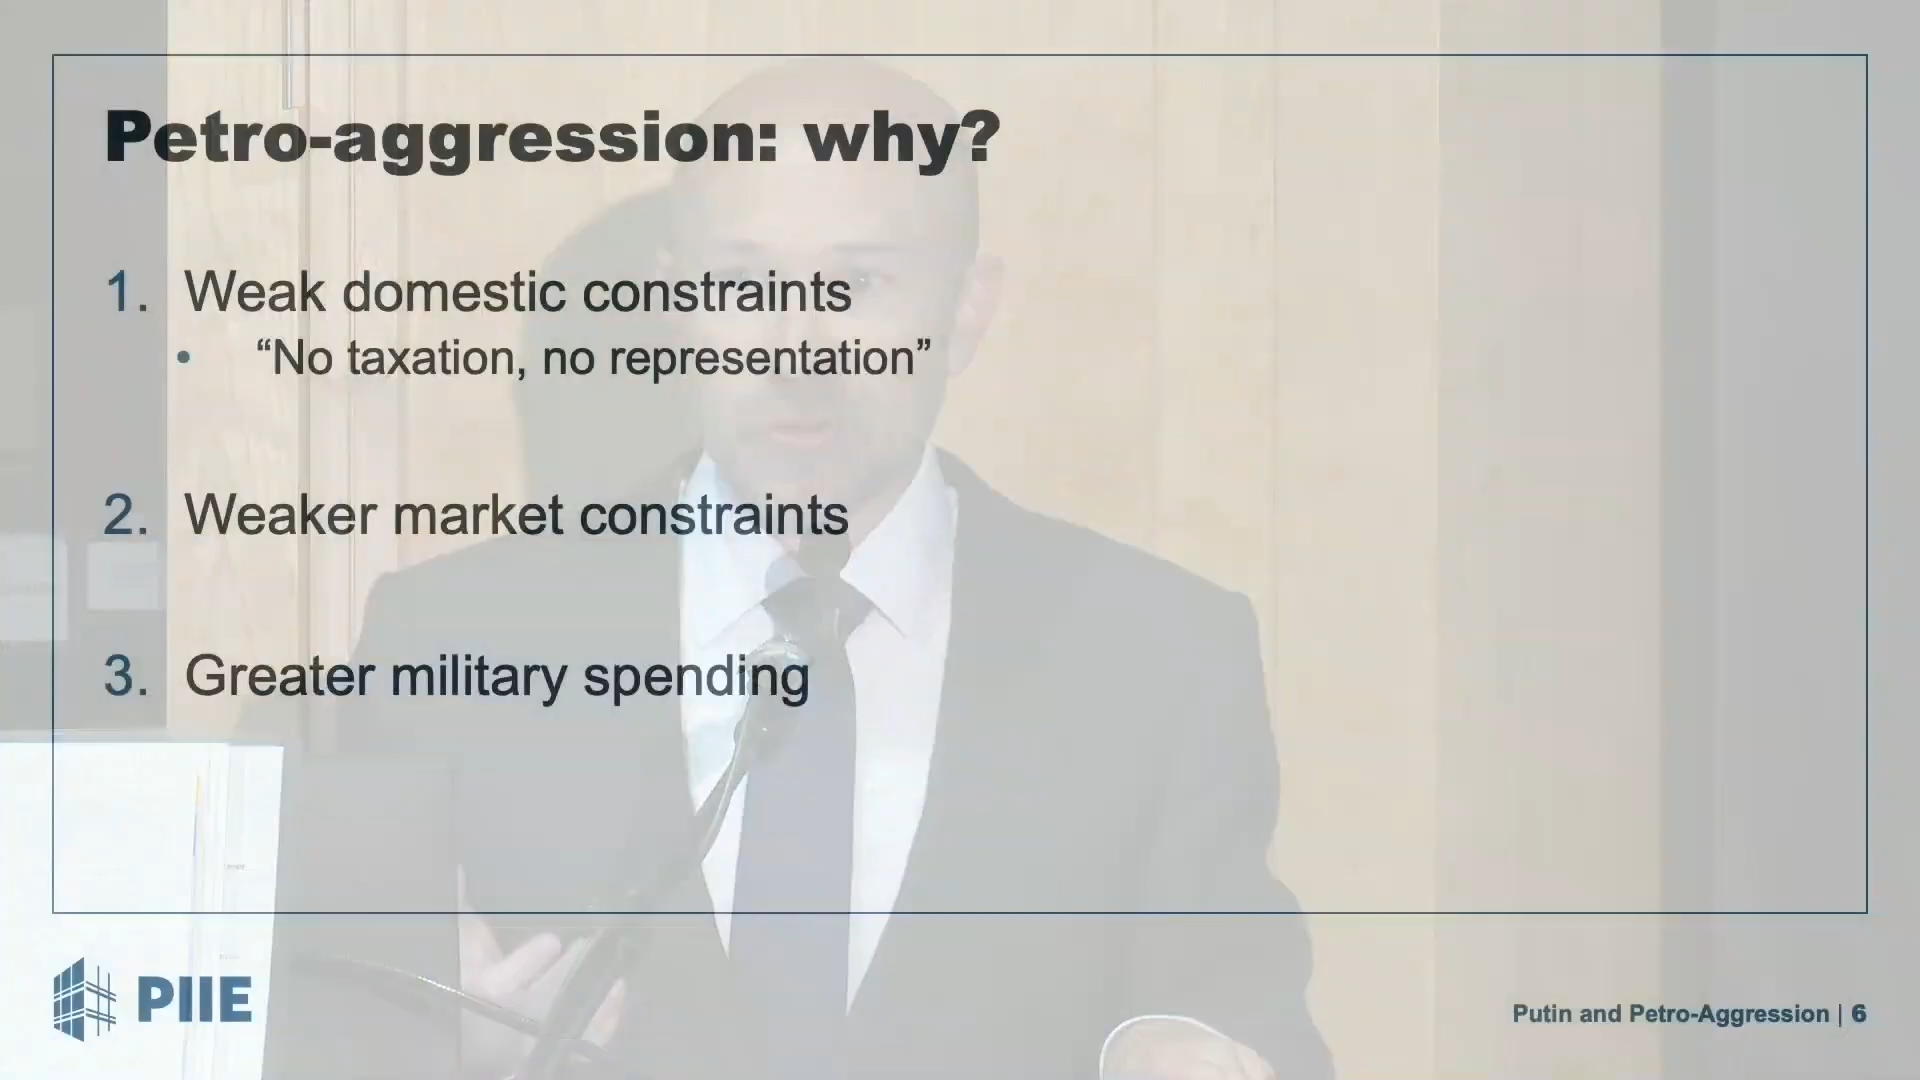 Petro-aggression: why?
1. Weak domestic constraints
• “No taxation, no representation”
2. Weaker market constraints
3. Greater military spending
PIIE
Putin and Petro-Aggression | 6